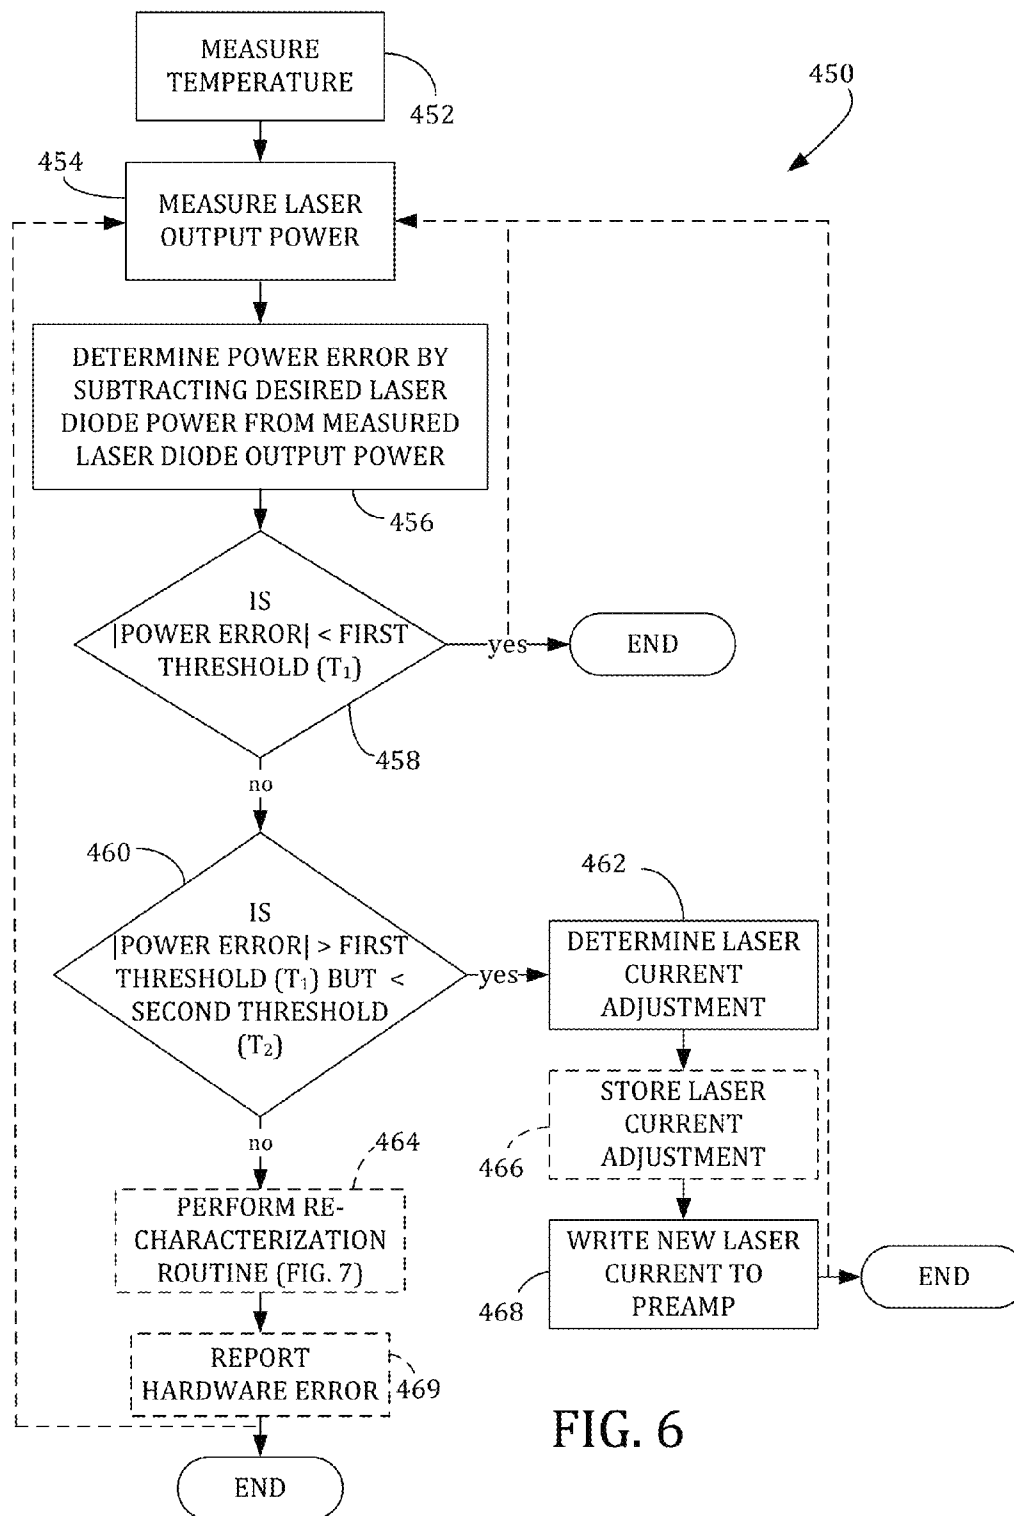 MEASURE
TEMPERATURE
452
450
454
MEASURE LASER
OUTPUT POWER
DETERMINE POWER ERROR BY
SUBTRACTING DESIRED LASER
DIODE POWER FROM MEASURED
LASER DIODE OUTPUT POWER
456
IS
|POWER ERROR| < FIRST
THRESHOLD (T₁)
yes
END
458
no
460
IS
|POWER ERROR| > FIRST
THRESHOLD (T₁) BUT <
SECOND THRESHOLD
(T₂)
yes
462
DETERMINE LASER
CURRENT
ADJUSTMENT
STORE LASER
CURRENT
ADJUSTMENT
466
no
464
PERFORM RE-
CHARACTERIZATION
ROUTINE (FIG. 7)
WRITE NEW LASER
CURRENT TO
PREAMP
468
END
REPORT
HARDWARE ERROR
469
END
FIG. 6